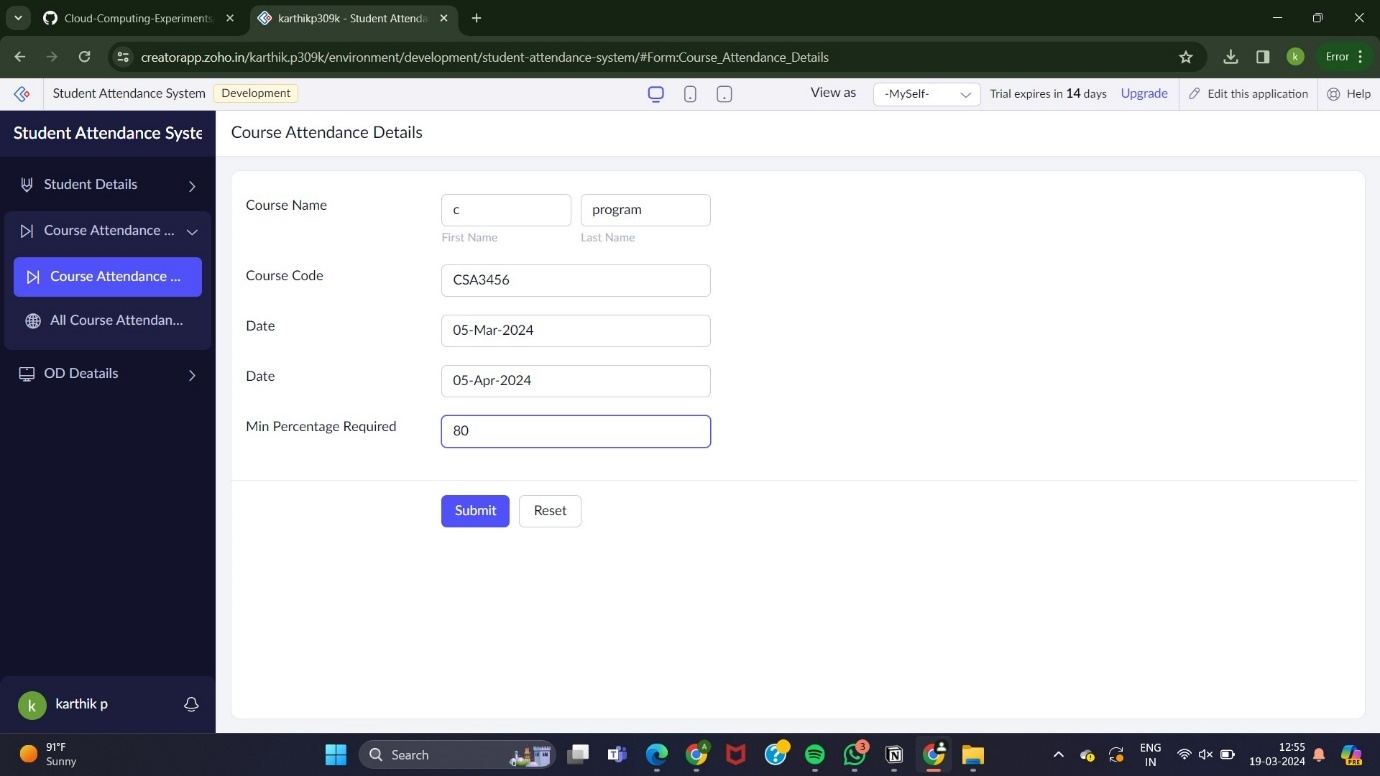 Cloud-Computing-Experiments
karthikp309k - Student Attenda
creatorapp.zoho.in/karthik.p309k/environment/development/student-attendance-system/#Form:Course_Attendance_Details
k
Error
Student Attendance System
Development
View as
-MySelf-
Trial expires in 14 days
Upgrade
Edit this application
Help
Student Attendance Syste
Student Details
Course Attendance ...
Course Attendance ...
All Course Attendan...
OD Deatails
k
karthik p
Course Attendance Details
Course Name
c
program
First Name
Last Name
Course Code
CSA3456
Date
05-Mar-2024
Date
05-Apr-2024
Min Percentage Required
80
Submit
Reset
91°F
Sunny
Search
A
3
ENG
IN
12:55
19-03-2024
PRE